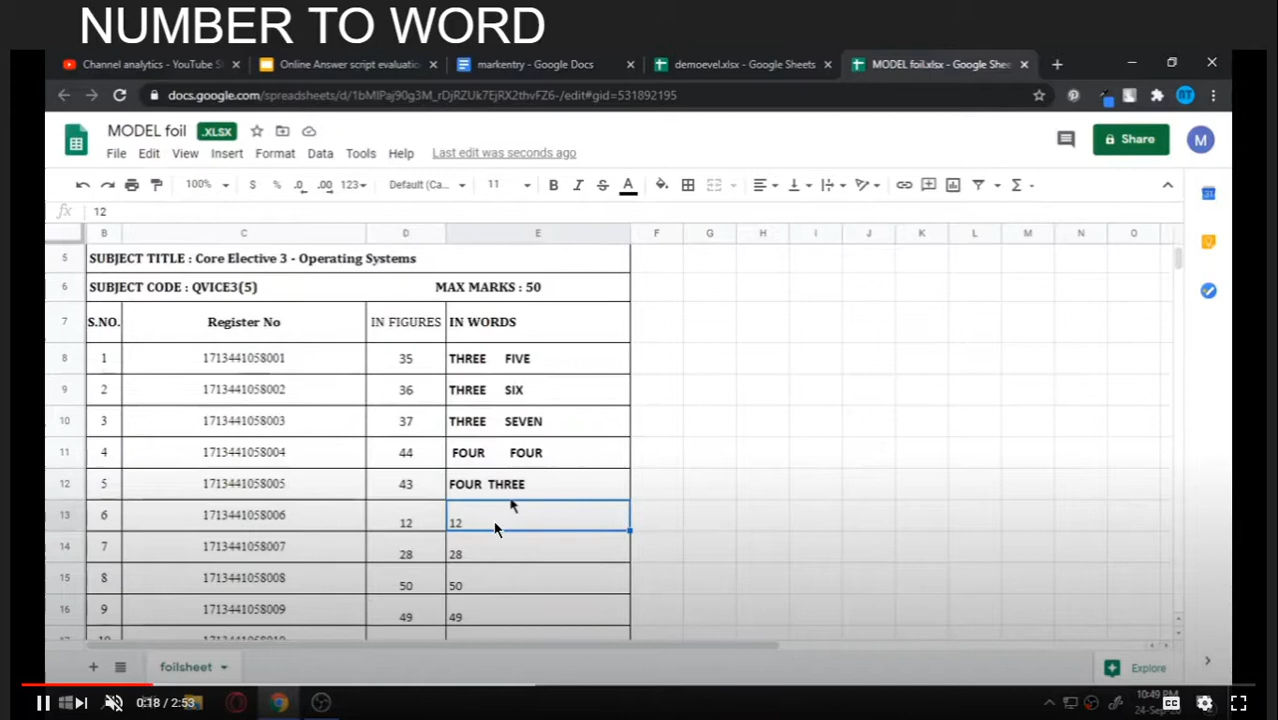 NUMBER TO WORD
Channel analytics - YouTube S
Online Answer script evaluatio
markentry - Google Docs
demoevel.xlsx - Google Sheets
MODEL foil.xlsx - Google Shee
docs.google.com/spreadsheets/d/1bMlPaj90g3M_rDjRZUk7EjRX2thvFZ6-/edit#gid=531892195
MODEL foil .XLSX
Share
M
File Edit View Insert Format Data Tools Help Last edit was seconds ago
100% $ % .0 .00 123 Default (Ca... 11 B I S A
fx 12
B C D E F G H I J K L M N O
5 SUBJECT TITLE : Core Elective 3 - Operating Systems
6 SUBJECT CODE : QVICE3(5) MAX MARKS : 50
7 S.NO. Register No IN FIGURES IN WORDS
8 1 1713441058001 35 THREE FIVE
9 2 1713441058002 36 THREE SIX
10 3 1713441058003 37 THREE SEVEN
11 4 1713441058004 44 FOUR FOUR
12 5 1713441058005 43 FOUR THREE
13 6 1713441058006 12 12
14 7 1713441058007 28 28
15 8 1713441058008 50 50
16 9 1713441058009 49 49
foilsheet
Explore
0:18 / 2:53
CC
10:49 PM